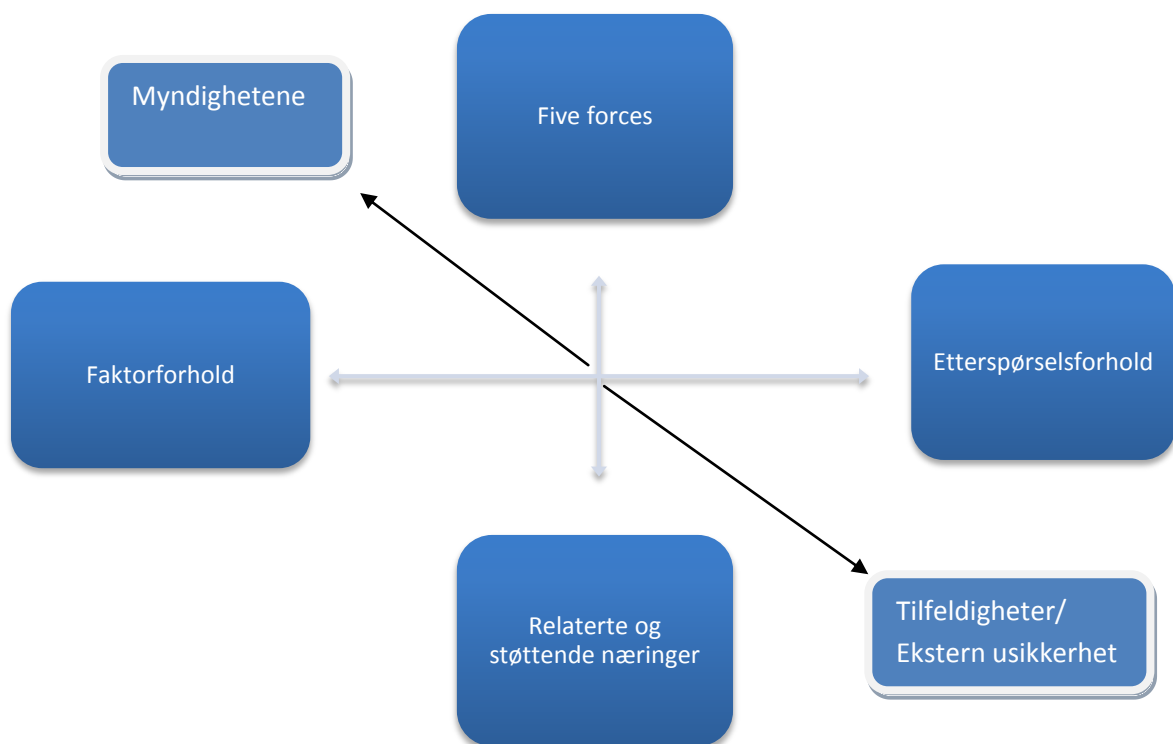 Myndighetene
Five forces
Faktorforhold
Etterspørselsforhold
Relaterte og
støttende næringer
Tilfeldigheter/
Ekstern usikkerhet